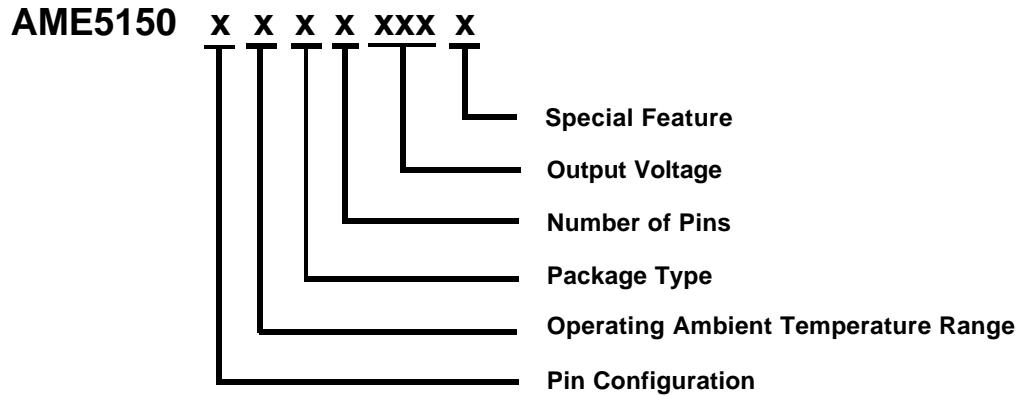 AME5150 x x x x xxx x
Special Feature
Output Voltage
Number of Pins
Package Type
Operating Ambient Temperature Range
Pin Configuration